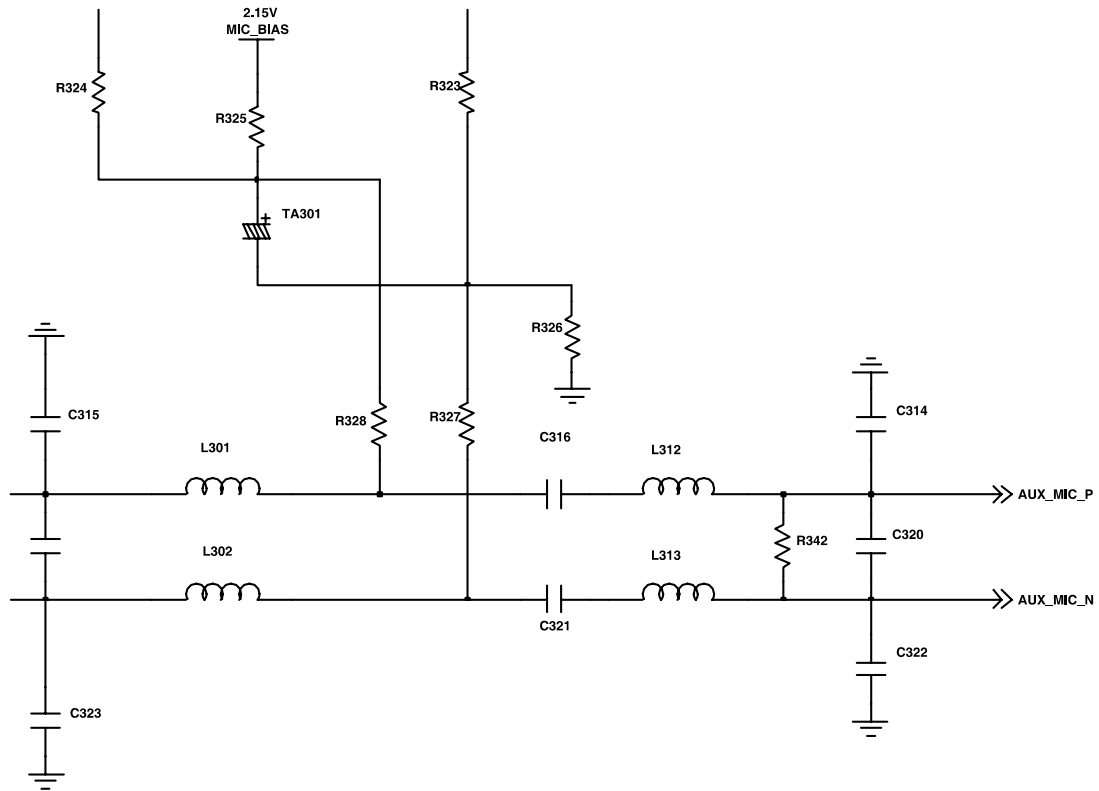 2.15V
MIC_BIAS
R324
R323
R325
TA301
R326
C315
C314
R328
R327
C316
L301
L312
AUX_MIC_P
R342
C320
L302
L313
AUX_MIC_N
C321
C322
C323
+